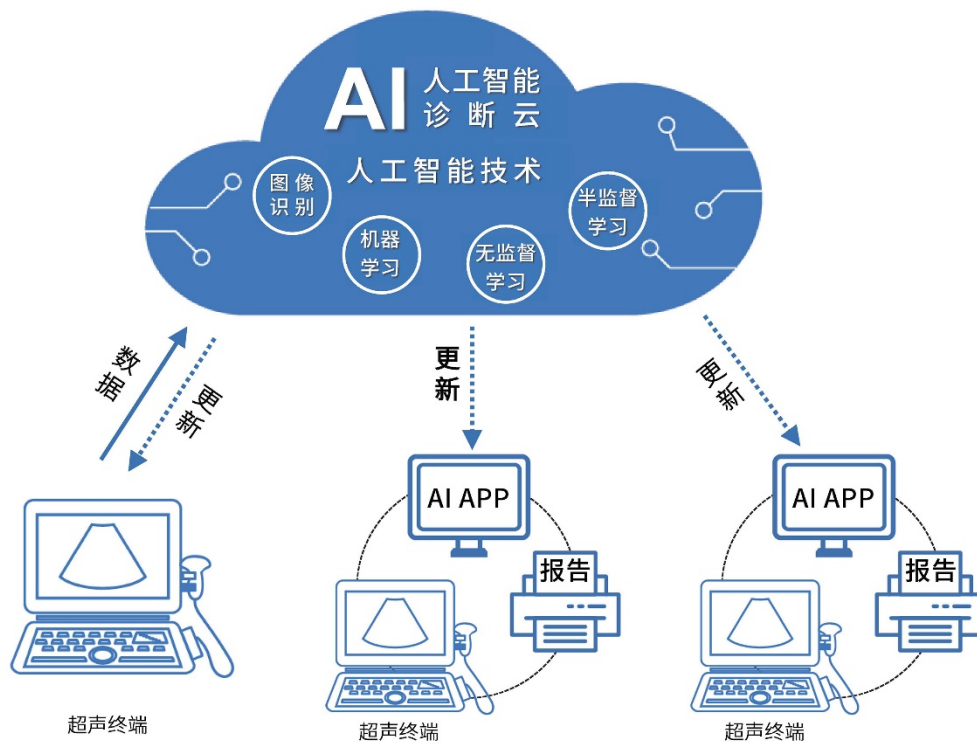 AI 人工智能
诊断云
人工智能技术
图像
识别
机器
学习
无监督
学习
半监督
学习
数据
更新
更新
更新
AI APP
报告
AI APP
报告
超声终端
超声终端
超声终端